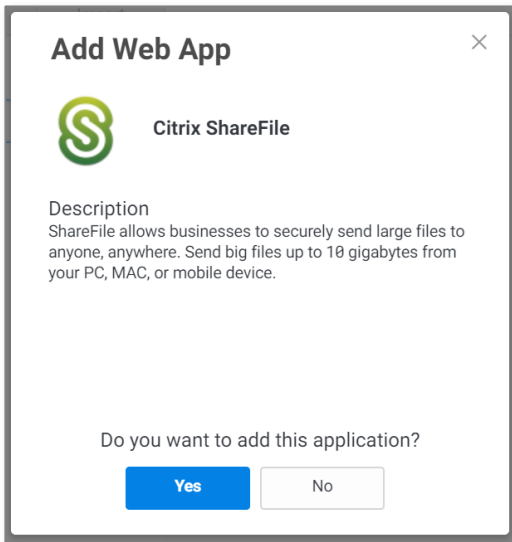 Add Web App
Citrix ShareFile
Description
ShareFile allows businesses to securely send large files to
anyone, anywhere. Send big files up to 10 gigabytes from
your PC, MAC, or mobile device.
Do you want to add this application?
Yes
No